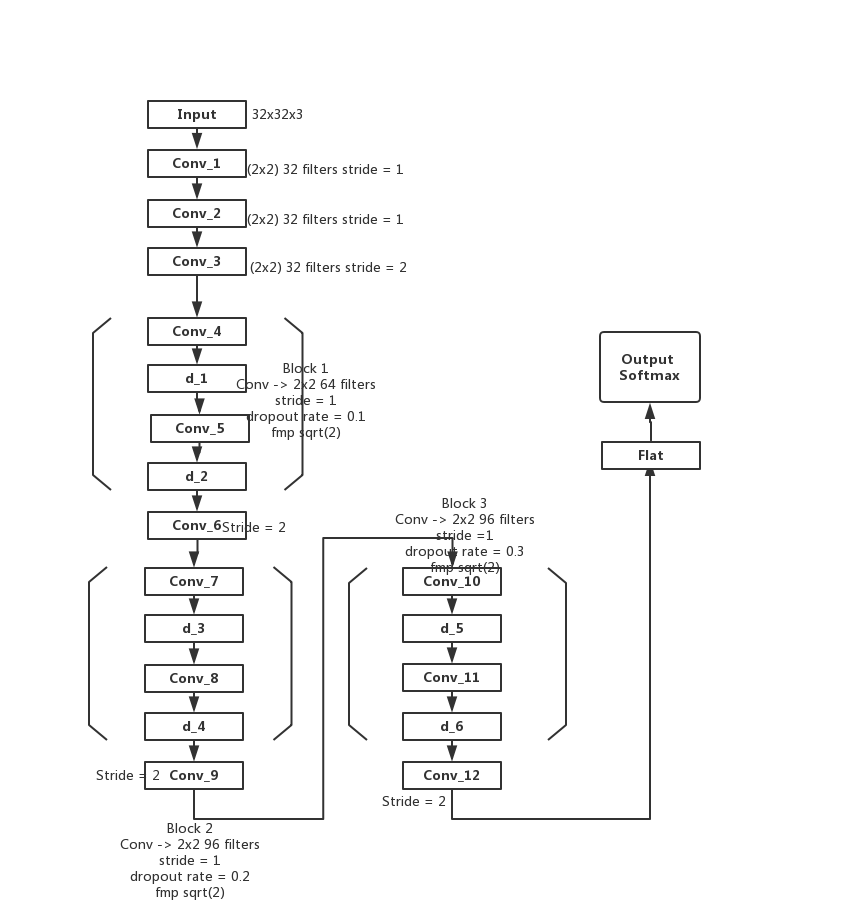 Input
32x32x3
Conv_1
(2x2) 32 filters stride = 1
Conv_2
(2x2) 32 filters stride = 1
Conv_3
(2x2) 32 filters stride = 2
Conv_4
d_1
Conv_5
d_2
Block 1
Conv -> 2x2 64 filters
stride = 1
dropout rate = 0.1
fmp sqrt(2)
Conv_6
Stride = 2
Conv_7
d_3
Conv_8
d_4
Stride = 2
Conv_9
Block 2
Conv -> 2x2 96 filters
stride = 1
dropout rate = 0.2
fmp sqrt(2)
Block 3
Conv -> 2x2 96 filters
stride =1
dropout rate = 0.3
fmp sqrt(2)
Conv_10
d_5
Conv_11
d_6
Conv_12
Stride = 2
Output
Softmax
Flat